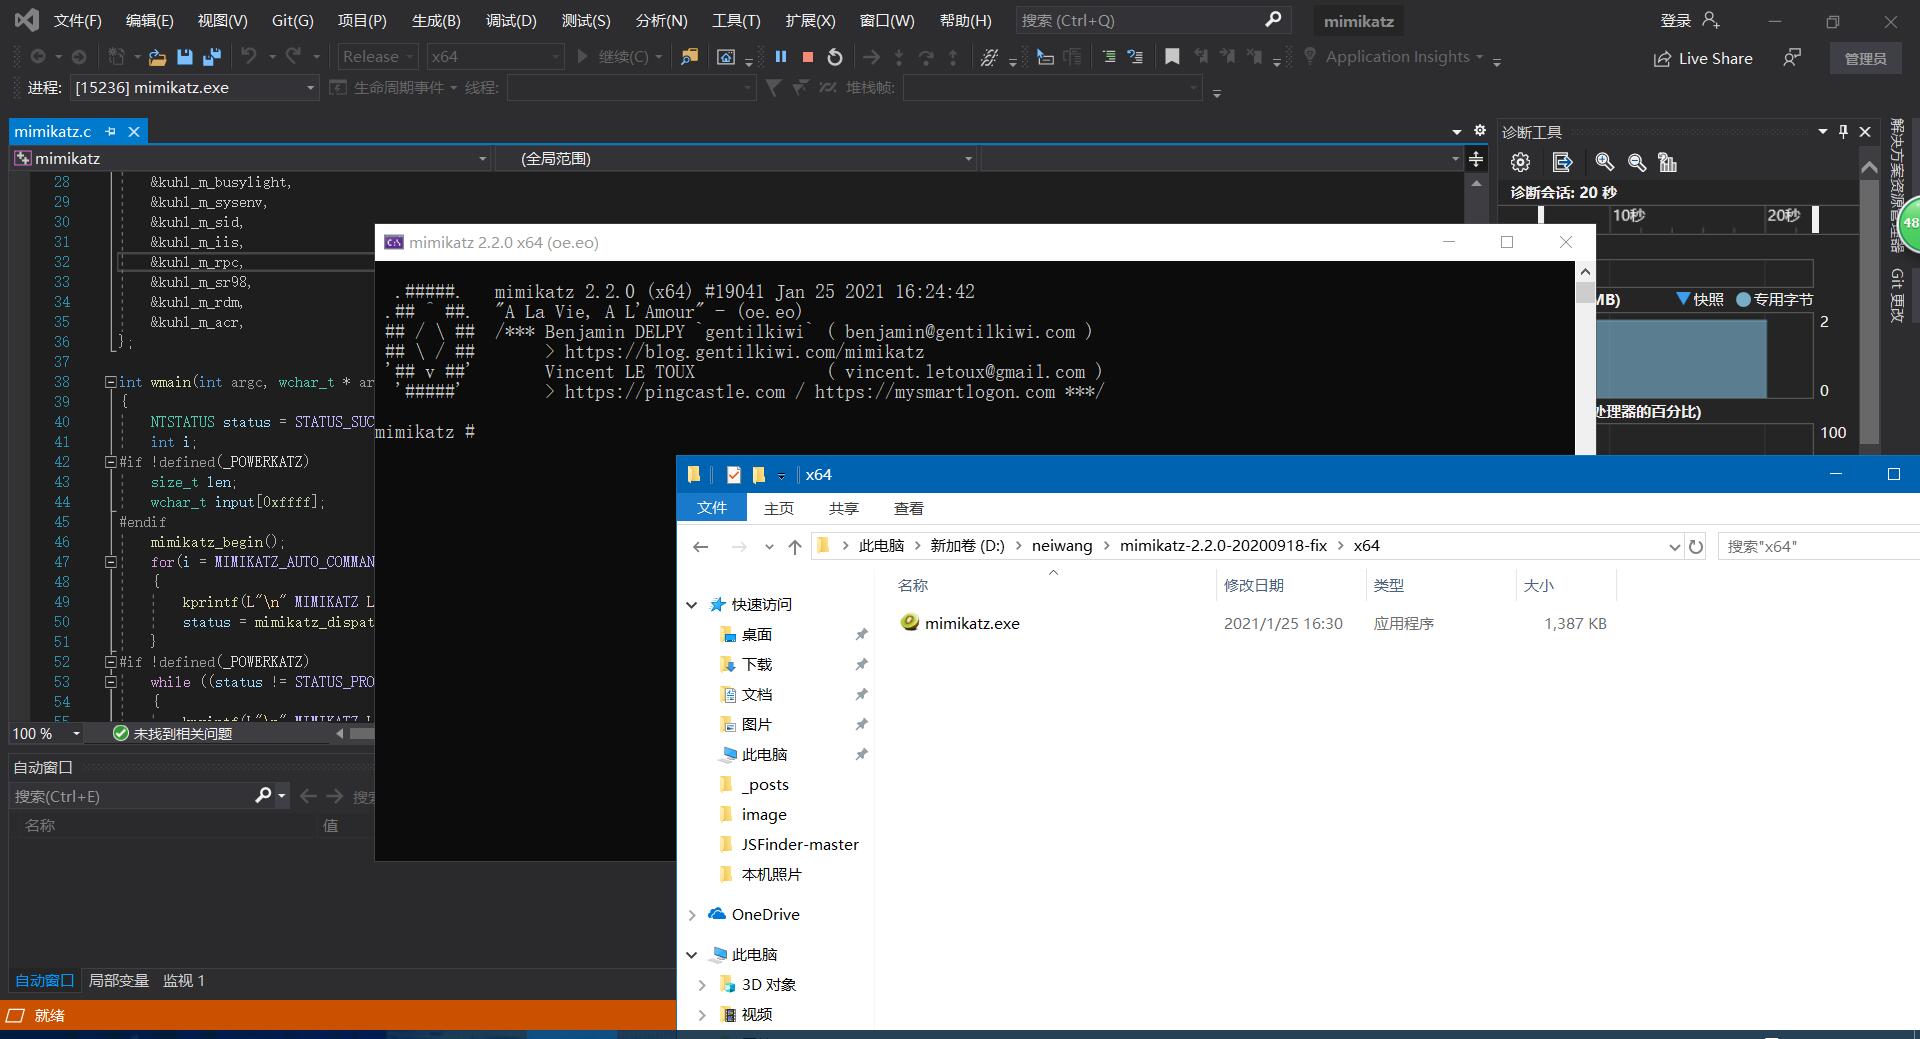 文件(F) 编辑(E) 视图(V) Git(G) 项目(P) 生成(B) 调试(D) 测试(S) 分析(N) 工具(T) 扩展(X) 窗口(W) 帮助(H) 搜索 (Ctrl+Q) mimikatz 登录
Release x64 继续(C) Application Insights Live Share 管理员
进程: [15236] mimikatz.exe 生命周期事件 线程: 堆栈帧:
mimikatz.c
mimikatz (全局范围)
28 &kuhl_m_busylight,
29 &kuhl_m_sysenv,
30 &kuhl_m_sid,
31 &kuhl_m_iis,
32 &kuhl_m_rpc,
33 &kuhl_m_sr98,
34 &kuhl_m_rdm,
35 &kuhl_m_acr,
36 };
37
38 int wmain(int argc, wchar_t * ar
39 {
40 NTSTATUS status = STATUS_SUC
41 int i;
42 #if !defined(_POWERKATZ)
43 size_t len;
44 wchar_t input[0xffff];
45 #endif
46 mimikatz_begin();
47 for(i = MIMIKATZ_AUTO_COMMAN
48 {
49 kprintf(L"\n" MIMIKATZ L
50 status = mimikatz_dispat
51 }
52 #if !defined(_POWERKATZ)
53 while ((status != STATUS_PRO
54 {
55 kprintf(L"\n" MIMIKATZ L
100 % 未找到相关问题
自动窗口
搜索(Ctrl+E)
名称 值
自动窗口 局部变量 监视 1
就绪
mimikatz 2.2.0 x64 (oe.eo)
.#####. mimikatz 2.2.0 (x64) #19041 Jan 25 2021 16:24:42
.## ^ ##. "A La Vie, A L'Amour" - (oe.eo)
## / \ ## /*** Benjamin DELPY `gentilkiwi` ( benjamin@gentilkiwi.com )
## \ / ## > https://blog.gentilkiwi.com/mimikatz
'## v ##' Vincent LE TOUX ( vincent.letoux@gmail.com )
'#####' > https://pingcastle.com / https://mysmartlogon.com ***/
mimikatz #
诊断工具
诊断会话: 20 秒
10秒 20秒
MB) 快照 专用字节
2
0
处理器的百分比)
100
解决方案资源管理器
Git 更改
48
x64
文件 主页 共享 查看
此电脑 新加卷 (D:) neiwang mimikatz-2.2.0-20200918-fix x64 搜索"x64"
名称 修改日期 类型 大小
mimikatz.exe 2021/1/25 16:30 应用程序 1,387 KB
快速访问
桌面
下载
文档
图片
此电脑
_posts
image
JSFinder-master
本机照片
OneDrive
此电脑
3D 对象
视频